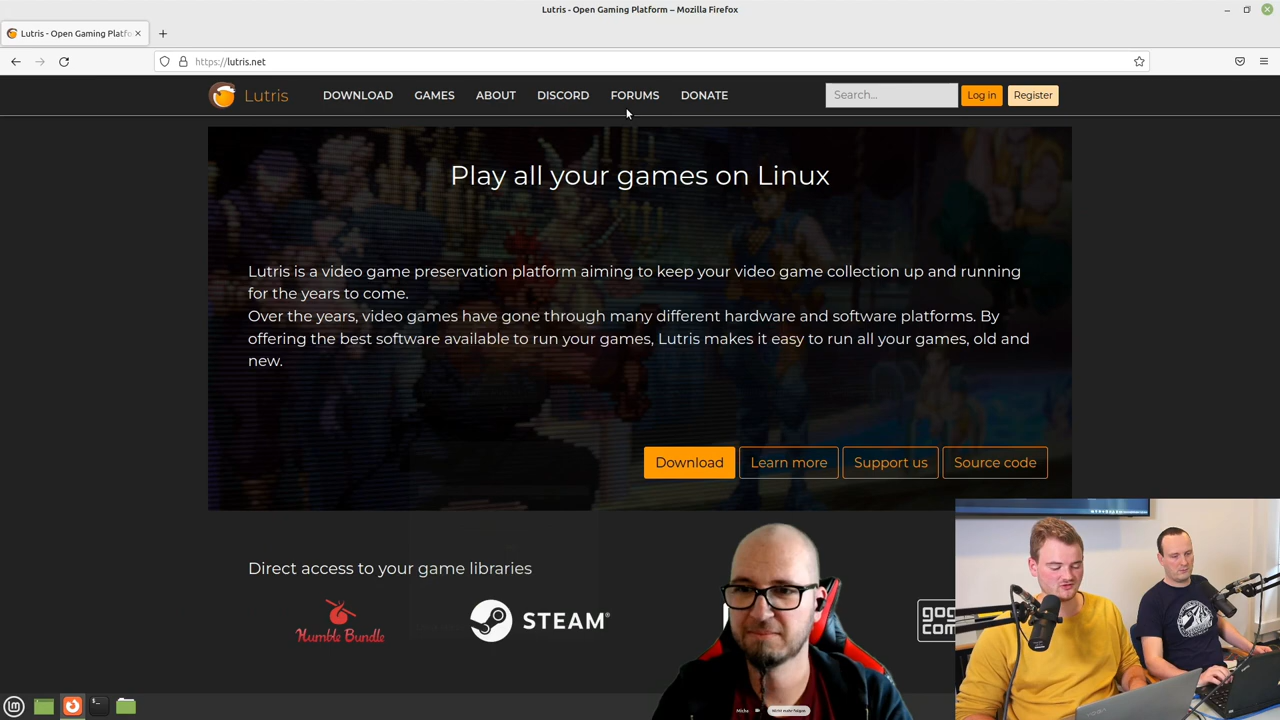 Lutris - Open Gaming Platform – Mozilla Firefox
Lutris - Open Gaming Platfo
https://lutris.net
Lutris DOWNLOAD GAMES ABOUT DISCORD FORUMS DONATE Search... Log in Register
Play all your games on Linux
Lutris is a video game preservation platform aiming to keep your video game collection up and running
for the years to come.
Over the years, video games have gone through many different hardware and software platforms. By
offering the best software available to run your games, Lutris makes it easy to run all your games, old and
new.
Download Learn more Support us Source code
Direct access to your game libraries
Humble Bundle STEAM® gog
com
Micha